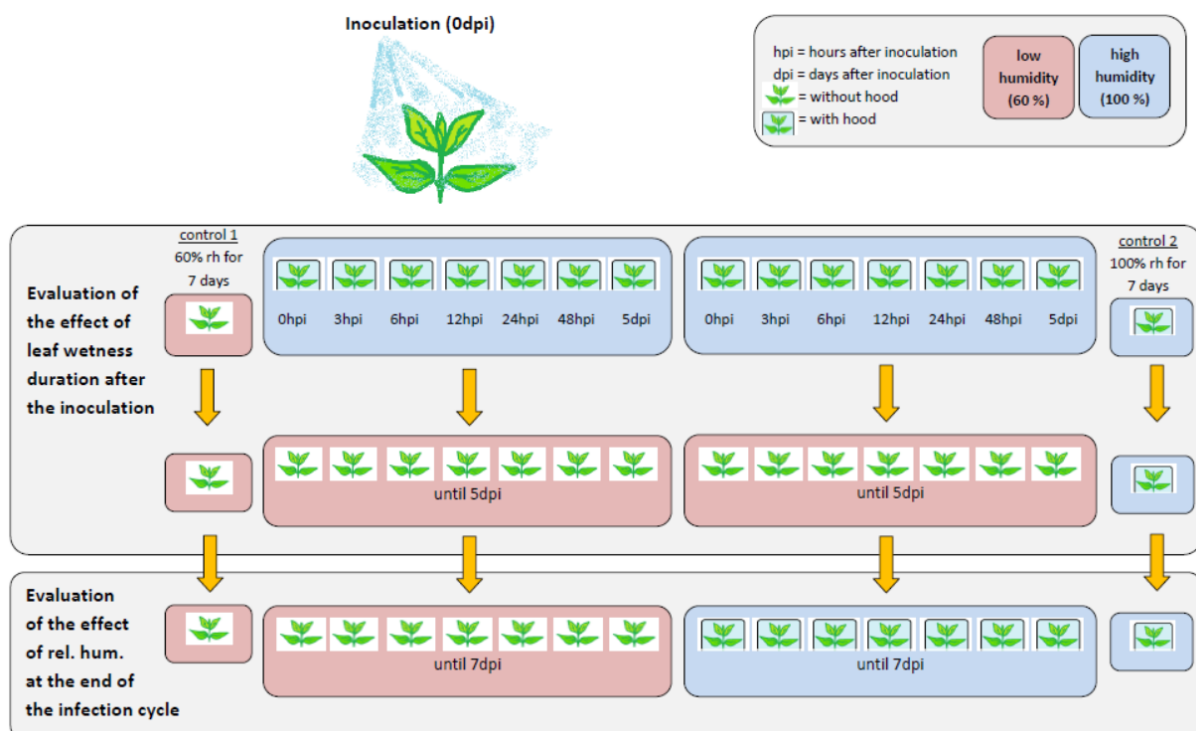 Inoculation (0dpi)
hpi = hours after inoculation
dpi = days after inoculation
= without hood
= with hood
low
humidity
(60 %)
high
humidity
(100 %)
Evaluation of
the effect of
leaf wetness
duration after
the inoculation
control 1
60% rh for
7 days
0hpi 3hpi 6hpi 12hpi 24hpi 48hpi 5dpi
0hpi 3hpi 6hpi 12hpi 24hpi 48hpi 5dpi
control 2
100% rh for
7 days
until 5dpi
until 5dpi
Evaluation
of the effect
of rel. hum.
at the end of
the infection cycle
until 7dpi
until 7dpi